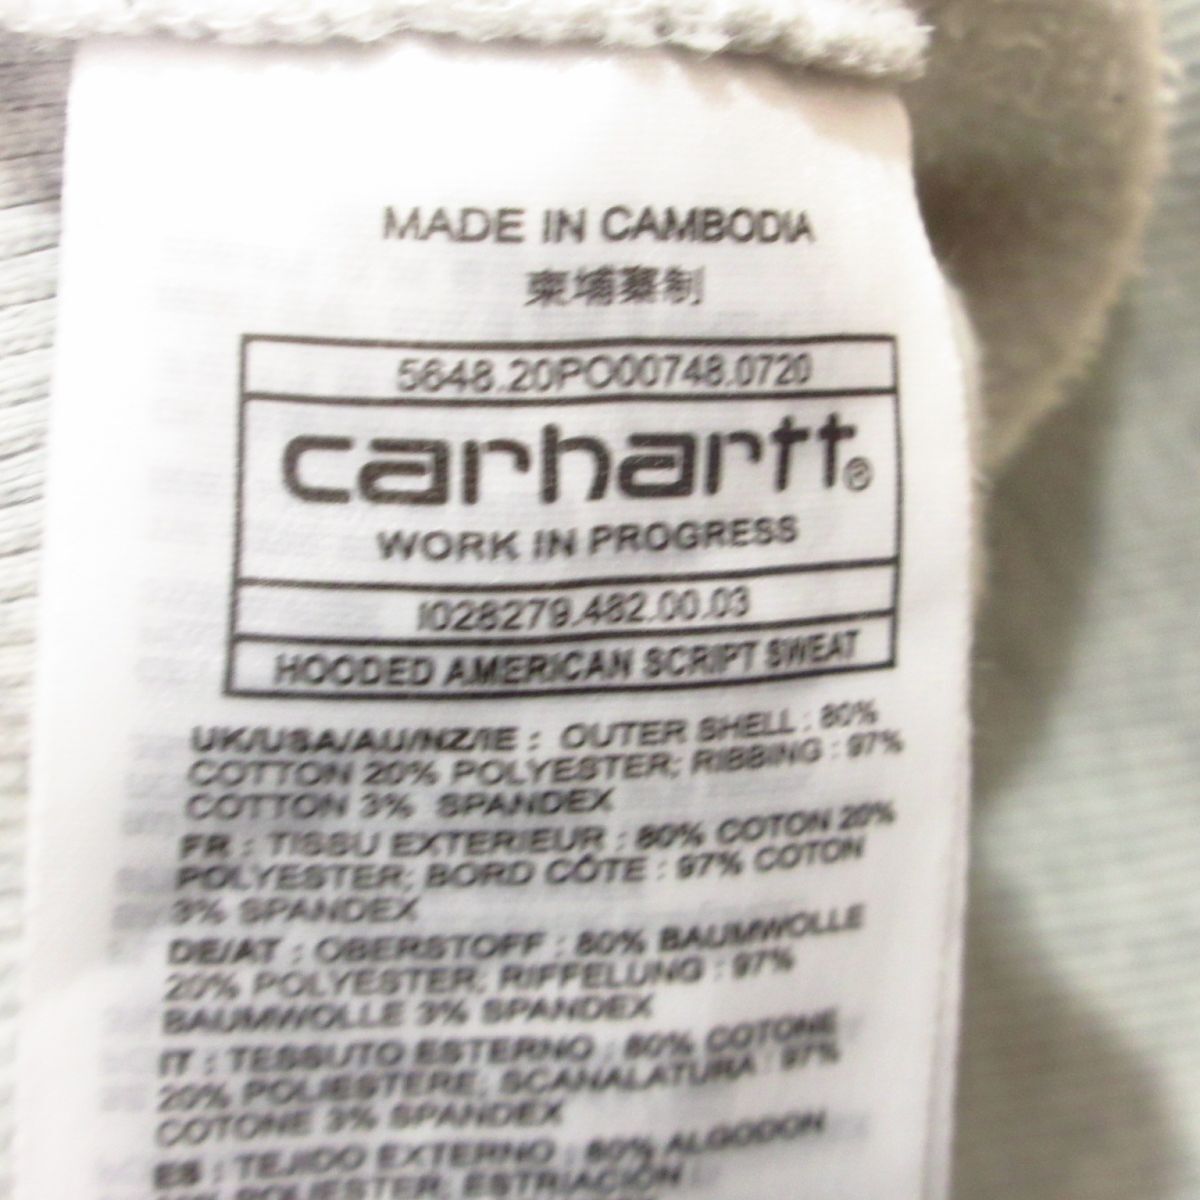 MADE IN CAMBODIA
柬埔寨制
5648.20PO00748.0720
carhartt®
WORK IN PROGRESS
I028279.482.00.03
HOODED AMERICAN SCRIPT SWEAT
UK/USA/AU/NZ/IE : OUTER SHELL : 80%
COTTON 20% POLYESTER; RIBBING : 97%
COTTON 3% SPANDEX
FR : TISSU EXTERIEUR : 80% COTON 20%
POLYESTER; BORD CÔTE : 97% COTON
3% SPANDEX
DE/AT : OBERSTOFF : 80% BAUMWOLLE
20% POLYESTER; RIFFELUNG : 97%
BAUMWOLLE 3% SPANDEX
IT : TESSUTO ESTERNO : 80% COTONE
20% POLIESTERE; SCANALATURA : 97%
COTONE 3% SPANDEX
ES : TEJIDO EXTERNO : 80% ALGODON
POLIESTER, ESTRIACIÓN